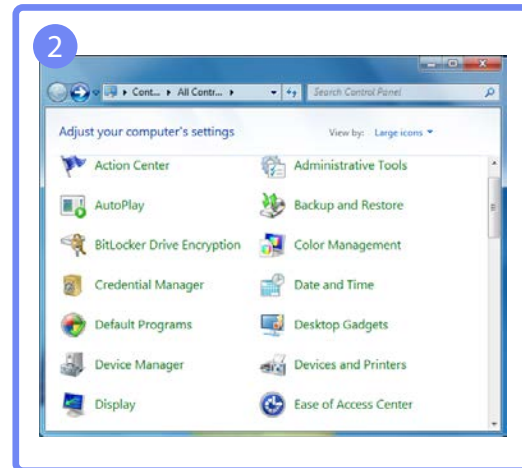 2
Cont... All Contr...
Search Control Panel
Adjust your computer's settings
View by: Large icons
Action Center
Administrative Tools
AutoPlay
Backup and Restore
BitLocker Drive Encryption
Color Management
Credential Manager
Date and Time
Default Programs
Desktop Gadgets
Device Manager
Devices and Printers
Display
Ease of Access Center